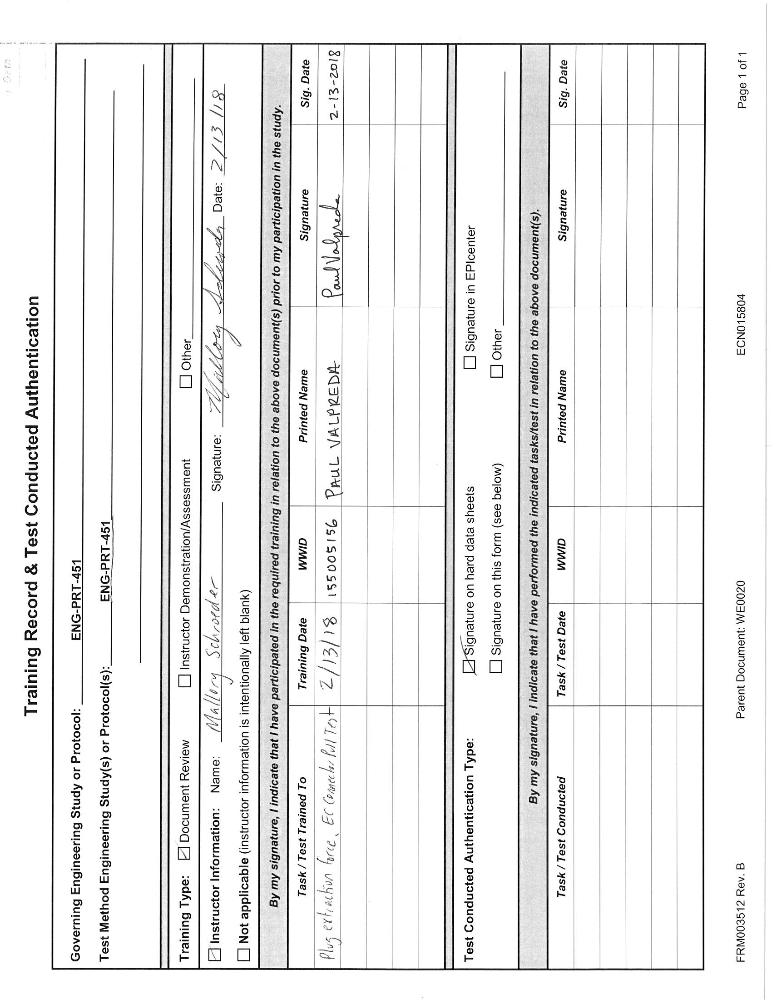 Date
Training Record & Test Conducted Authentication
Governing Engineering Study or Protocol: ENG-PRT-451
Test Method Engineering Study(s) or Protocol(s): ENG-PRT-451
Training Type: ☑ Document Review ☐ Instructor Demonstration/Assessment ☐ Other
☑ Instructor Information: Name: Mallory Schroeder Signature: Mallory Schroeder Date: 2/13/18
☐ Not applicable (instructor information is intentionally left blank)
By my signature, I indicate that I have participated in the required training in relation to the above document(s) prior to my participation in the study.
Task / Test Trained To Training Date WWID Printed Name Signature Sig. Date
Plug extraction force, EC Connector Pull Test 2/13/18 155005156 PAUL VALPREDA Paul Valpreda 2-13-2018
Test Conducted Authentication Type: ☑ Signature on hard data sheets ☐ Signature in EPIcenter
☐ Signature on this form (see below) ☐ Other
By my signature, I indicate that I have performed the indicated tasks/test in relation to the above document(s).
Task / Test Conducted Task / Test Date WWID Printed Name Signature Sig. Date
FRM003512 Rev. B Parent Document: WE0020 ECN015804 Page 1 of 1